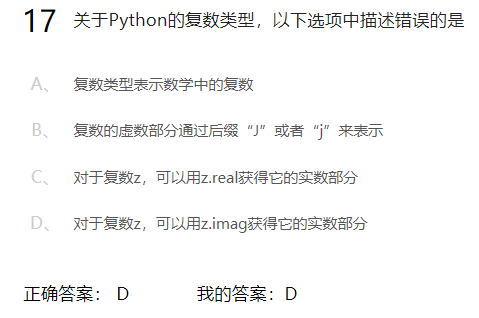 17 关于Python的复数类型，以下选项中描述错误的是
A、 复数类型表示数学中的复数
B、 复数的虚数部分通过后缀“J”或者“j”来表示
C、 对于复数z，可以用z.real获得它的实数部分
D、 对于复数z，可以用z.imag获得它的实数部分
正确答案： D 我的答案：D